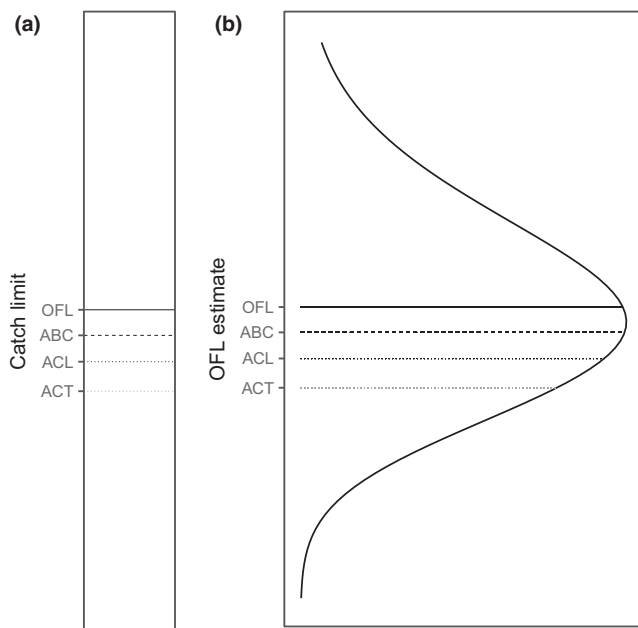 (a)
Catch limit
OFL
ABC
ACL
ACT
(b)
OFL estimate
OFL
ABC
ACL
ACT